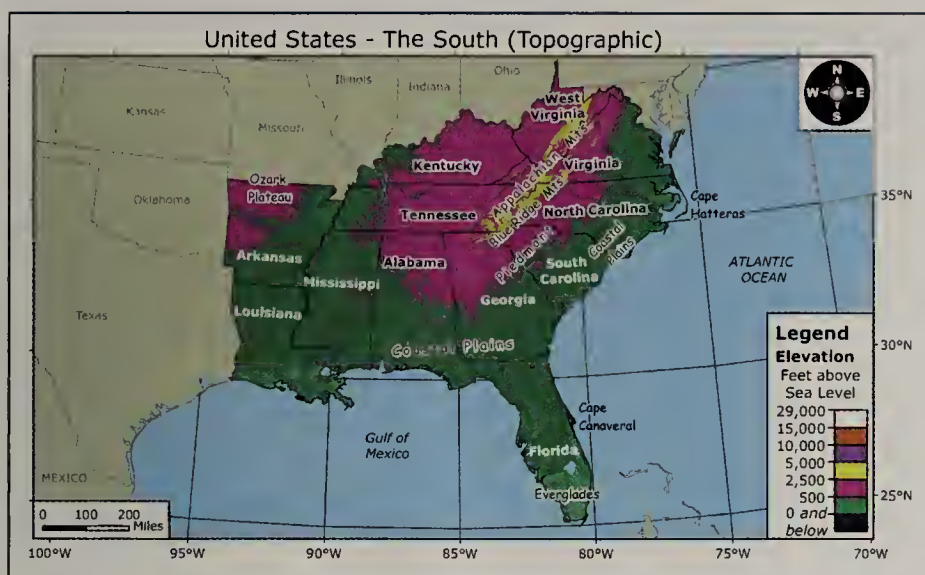 United States - The South (Topographic)
N
W E
S
Ohio
Illinois
Indiana
Kansas
Missouri
West
Virginia
Kentucky
Virginia
Appalachian Mts.
Ozark
Plateau
Oklahoma
Tennessee
Blue Ridge Mts.
North Carolina
Cape
Hatteras
35°N
Arkansas
Alabama
Piedmont
Coastal
Plains
South
Carolina
ATLANTIC
OCEAN
Mississippi
Georgia
Louisiana
Texas
Coastal Plains
30°N
Legend
Elevation
Feet above
Sea Level
29,000
15,000
10,000
5,000
2,500
500
0 and
below
Cape
Canaveral
Gulf of
Mexico
Florida
Everglades
MEXICO
25°N
0 100 200
Miles
100°W 95°W 90°W 85°W 80°W 75°W 70°W